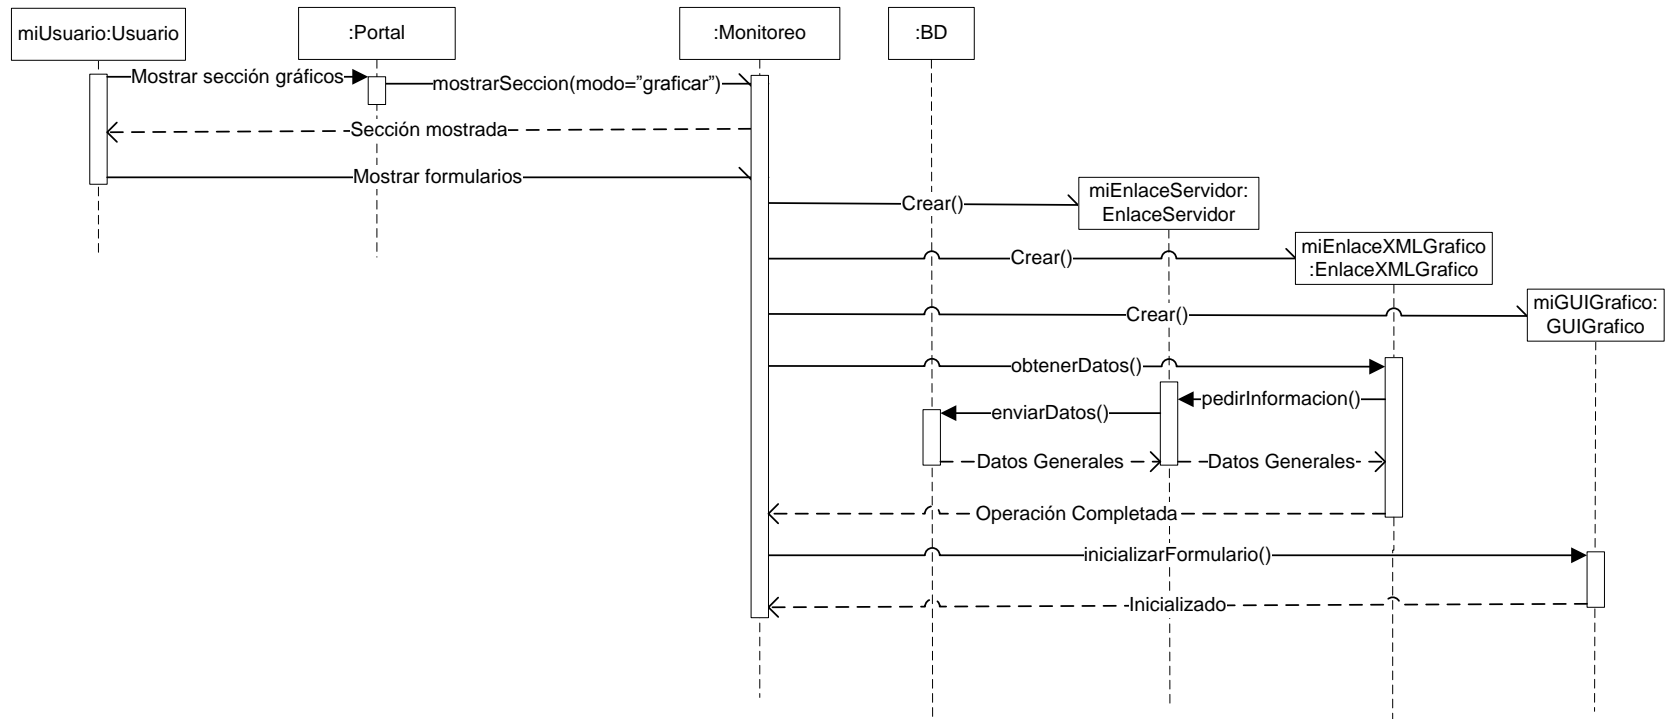 miUsuario:Usuario
:Portal
:Monitoreo
:BD
Mostrar sección gráficos
mostrarSeccion(modo=”graficar”)
Sección mostrada
Mostrar formularios
miEnlaceServidor:
EnlaceServidor
Crear()
miEnlaceXMLGrafico
:EnlaceXMLGrafico
Crear()
miGUIGrafico:
GUIGrafico
Crear()
obtenerDatos()
pedirInformacion()
enviarDatos()
Datos Generales
Datos Generales
Operación Completada
inicializarFormulario()
Inicializado